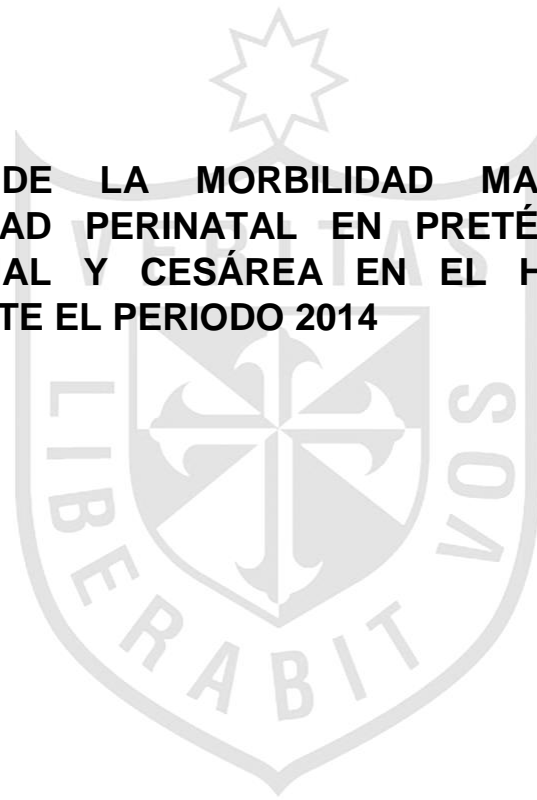 DE LA MORBILIDAD MA
AD PERINATAL EN PRETÉ
AL Y CESÁREA EN EL H
TE EL PERIODO 2014
VERITAS
LIBERABIT
VOS